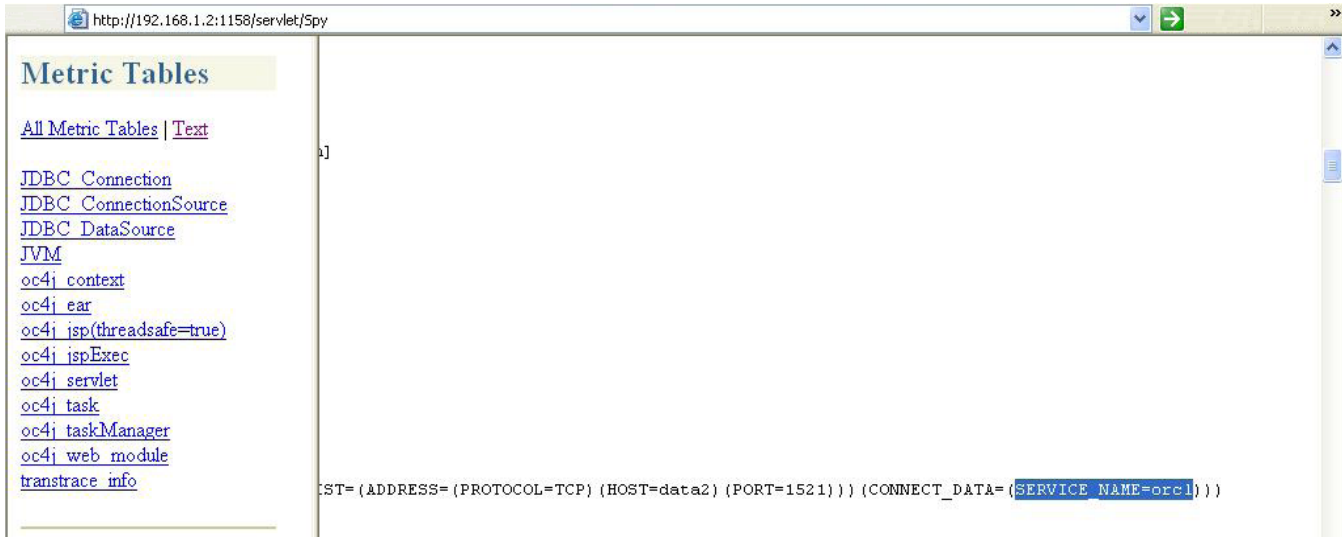 http://192.168.1.2:1158/servlet/Spy
»
Metric Tables
All Metric Tables | Text
]
JDBC_Connection
JDBC_ConnectionSource
JDBC_DataSource
JVM
oc4j_context
oc4j_ear
oc4j_jsp(threadsafe=true)
oc4j_jspExec
oc4j_servlet
oc4j_task
oc4j_taskManager
oc4j_web_module
transtrace_info
IST=(ADDRESS=(PROTOCOL=TCP)(HOST=data2)(PORT=1521)))(CONNECT_DATA=(SERVICE_NAME=orcl)))